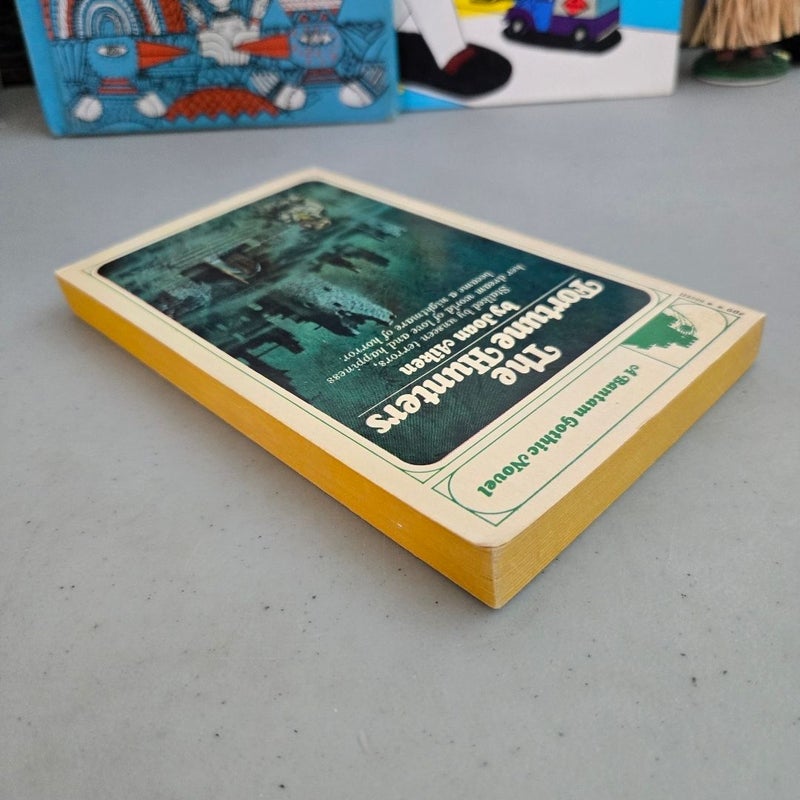 A Bantam Gothic Novel
The
Fortune Hunters
by Joan Aiken
Stalked by unseen terrors,
her dream world of love and happiness
became a nightmare of horror.